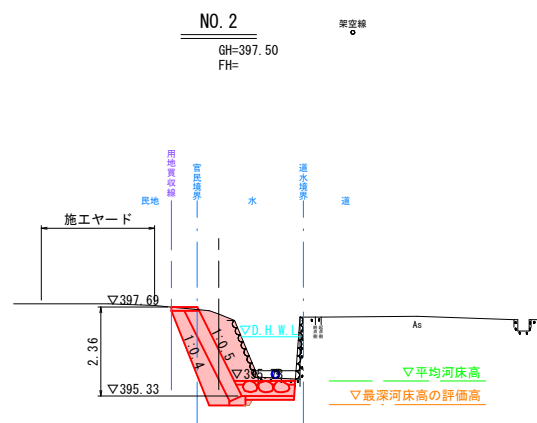 NO. 2
架空線
GH=397.50
FH=
用地買収線
官民境界
道水境界
民地
水
道
施工ヤード
▽397.69
▽D.H.W.L
As
1:0.4
1:0.5
2.36
▽395.33
▽平均河床高
▽最深河床高の評価高